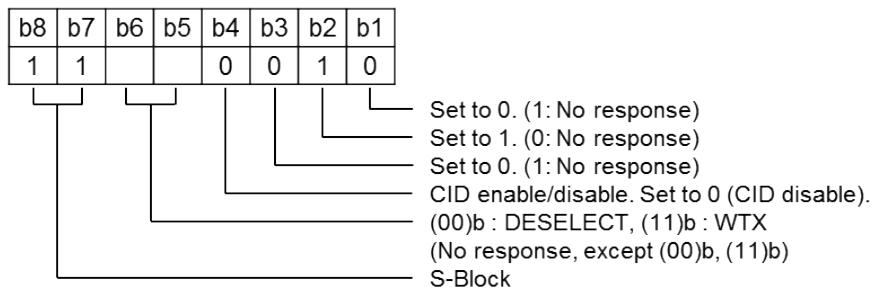 b8 b7 b6 b5 b4 b3 b2 b1
1 1 0 0 1 0
Set to 0. (1: No response)
Set to 1. (0: No response)
Set to 0. (1: No response)
CID enable/disable. Set to 0 (CID disable).
(00)b : DESELECT, (11)b : WTX
(No response, except (00)b, (11)b)
S-Block